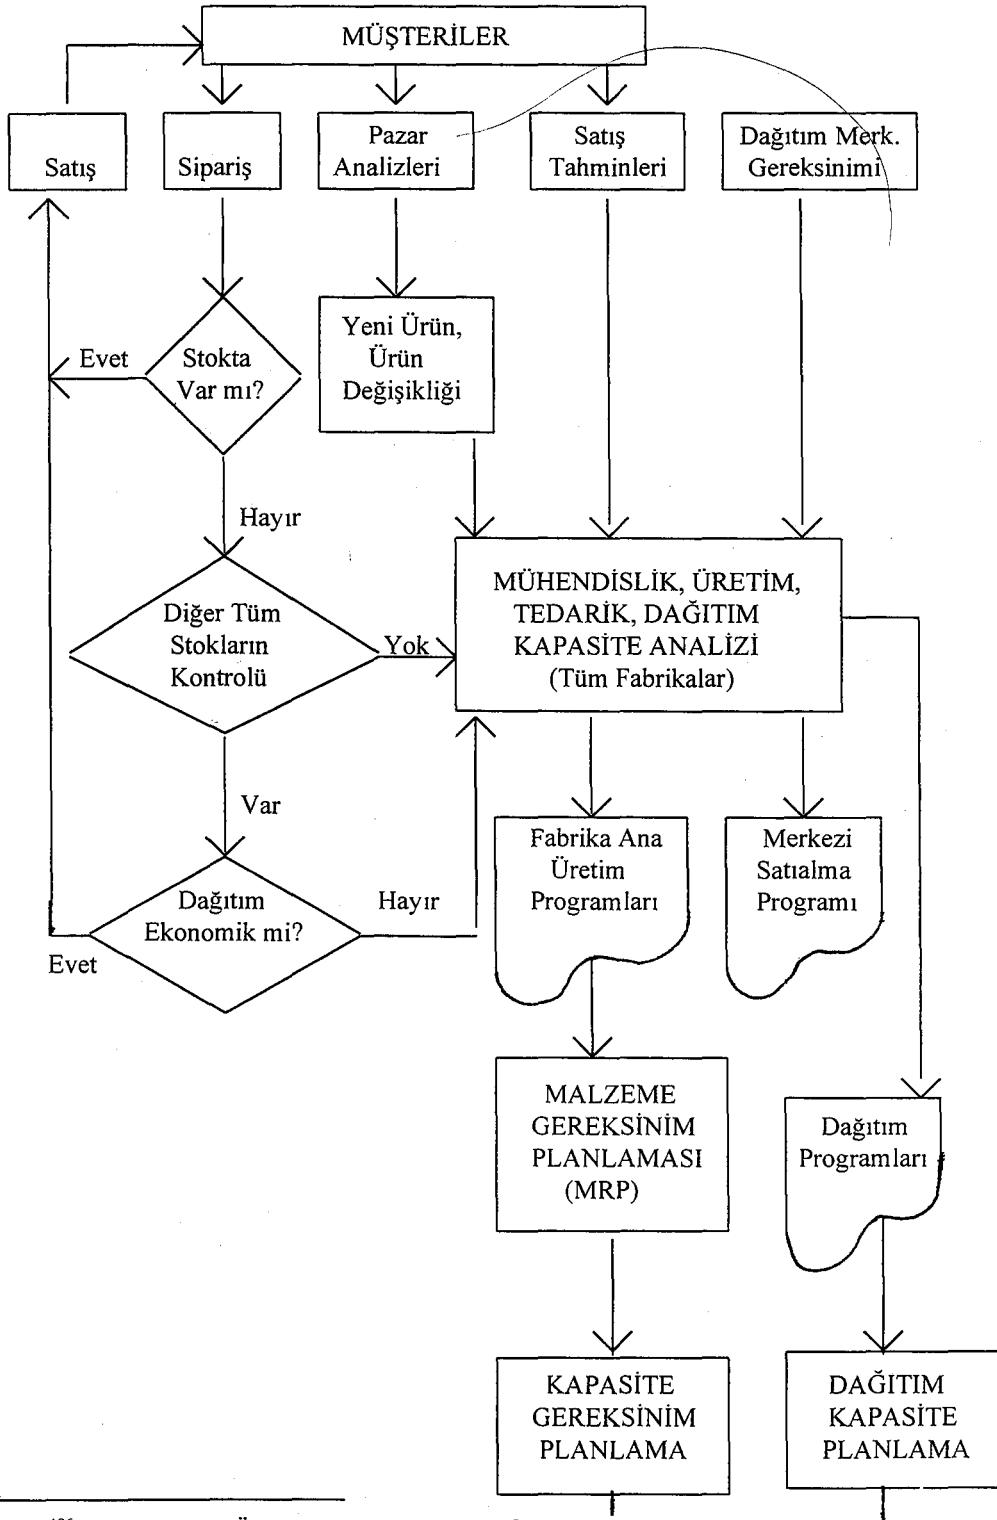 MÜŞTERİLER
Satış
Sipariş
Pazar
Analizleri
Satış
Tahminleri
Dağıtım Merk.
Gereksinimi
Evet
Stokta
Var mı?
Yeni Ürün,
Ürün
Değişikliği
Hayır
Diğer Tüm
Stokların
Kontrolü
Yok
MÜHENDİSLİK, ÜRETİM,
TEDARİK, DAĞITIM
KAPASİTE ANALİZİ
(Tüm Fabrikalar)
Var
Dağıtım
Ekonomik mi?
Hayır
Evet
Fabrika Ana
Üretim
Programları
Merkezi
Satıalma
Programı
MALZEME
GEREKSİNİM
PLANLAMASI
(MRP)
Dağıtım
Programları
KAPASİTE
GEREKSİNİM
PLANLAMA
DAĞITIM
KAPASİTE
PLANLAMA